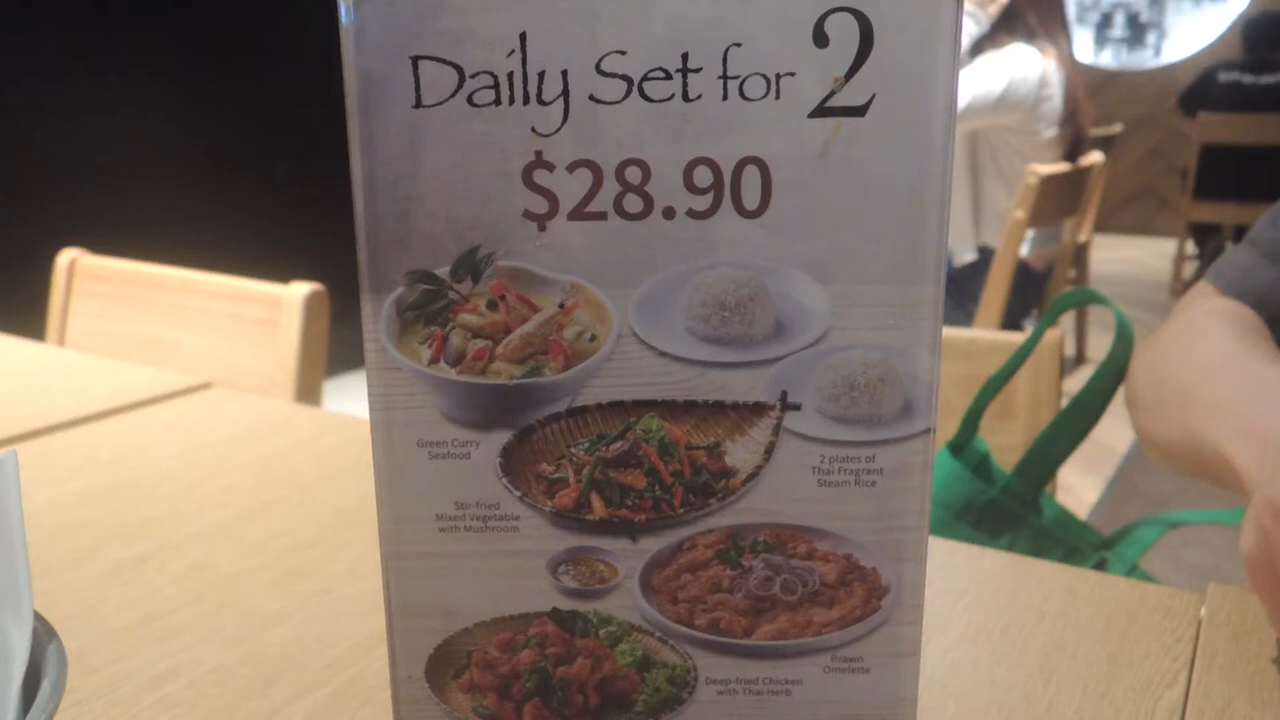 Daily Set for 2
$28.90
Green Curry
Seafood
2 plates of
Thai Fragrant
Steam Rice
Stir-fried
Mixed Vegetable
with Mushroom
Prawn
Omelette
Deep-fried Chicken
with Thai Herb